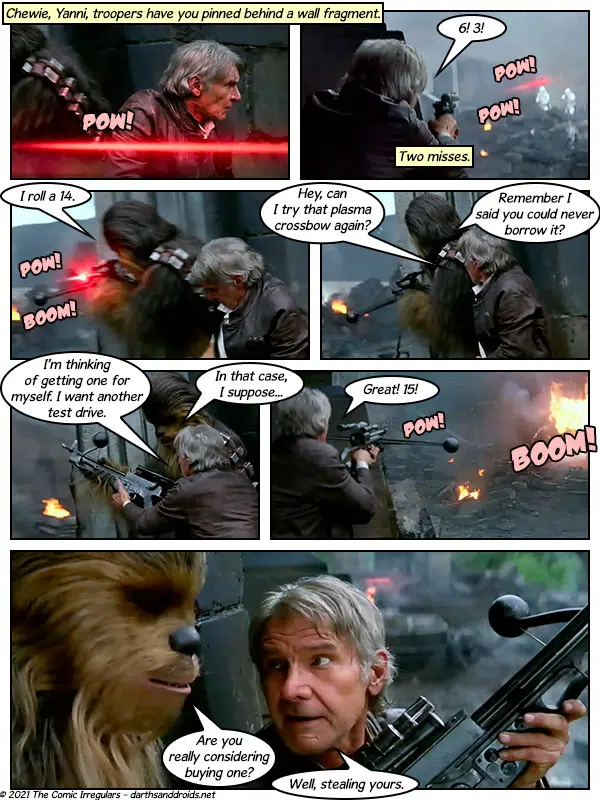 Chewie, Yanni, troopers have you pinned behind a wall fragment.
POW!
6! 3!
POW!
POW!
Two misses.
I roll a 14.
POW!
BOOM!
Hey, can
I try that plasma
crossbow again?
Remember I
said you could never
borrow it?
I'm thinking
of getting one for
myself. I want another
test drive.
In that case,
I suppose...
Great! 15!
POW!
BOOM!
Are you
really considering
buying one?
Well, stealing yours.
© 2021 The Comic Irregulars - darthsanddroids.net